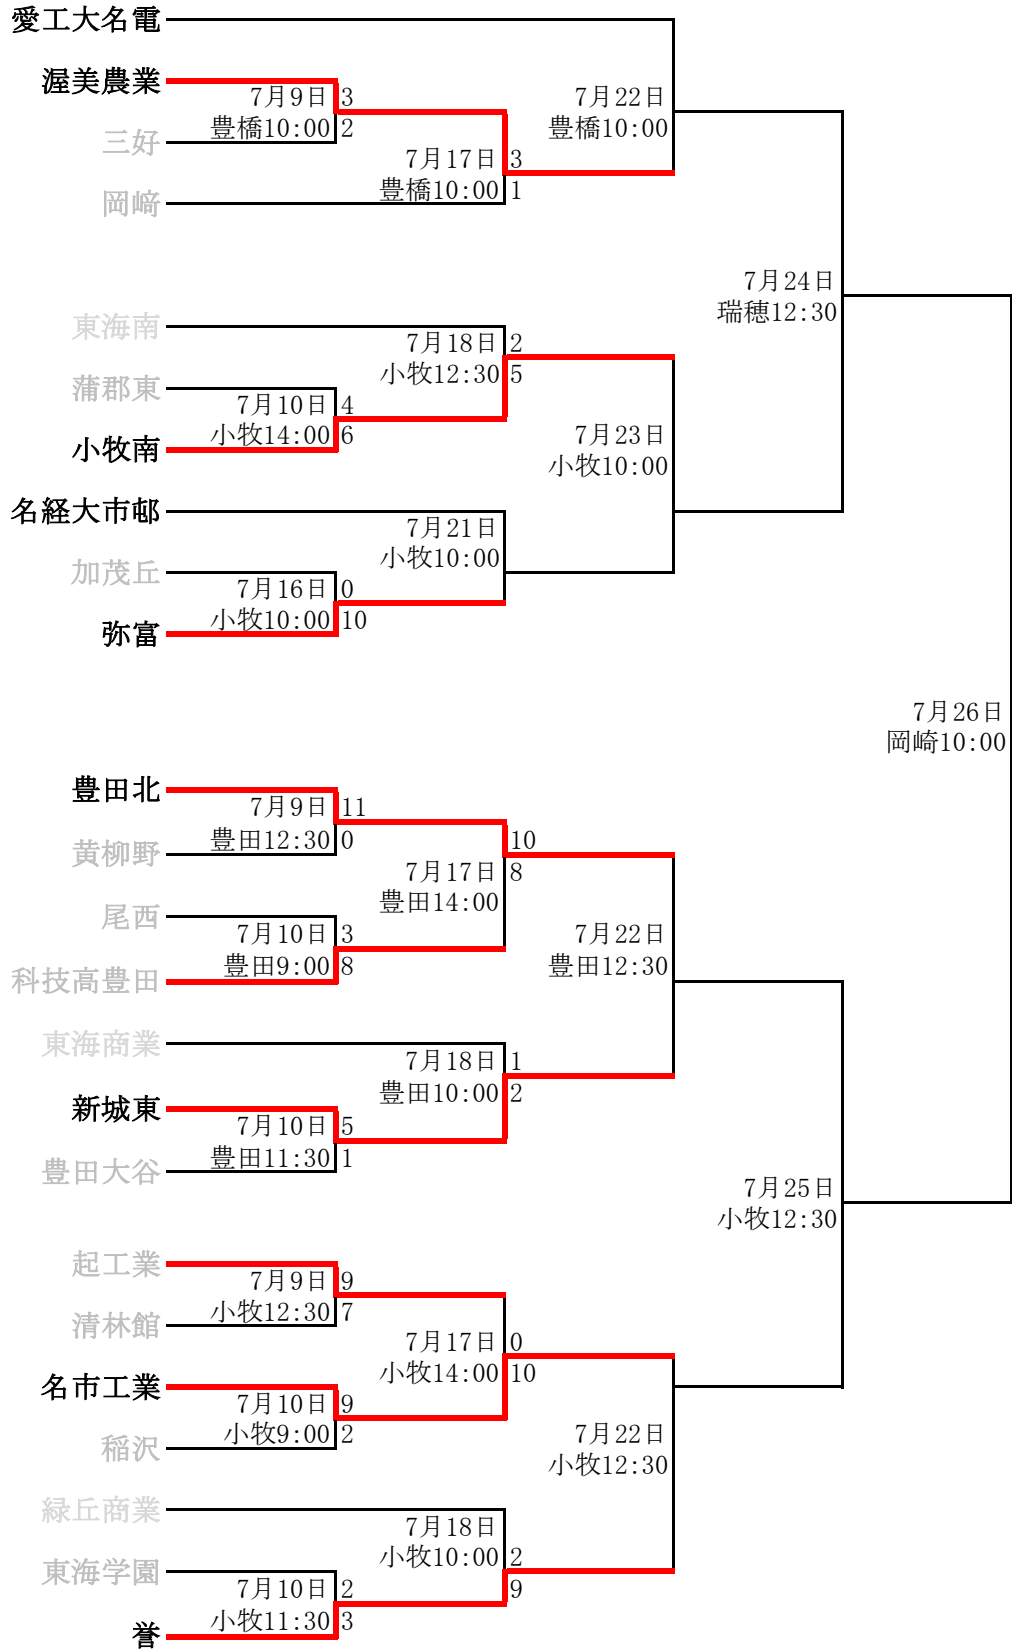 愛工大名電
渥美農業
7月9日 3
7月22日
豊橋10:00 2
豊橋10:00
三好
7月17日 3
豊橋10:00 1
岡﨑
7月24日
瑞穂12:30
東海南
7月18日 2
小牧12:30 5
蒲郡東
7月10日 4
小牧14:00 6
7月23日
小牧南
小牧10:00
名経大市邨
7月21日
小牧10:00
加茂丘
7月16日 0
小牧10:00 10
弥富
7月26日
岡崎10:00
豊田北
7月9日 11
豊田12:30 0
10
黄柳野
7月17日 8
豊田14:00
尾西
7月10日 3
7月22日
豊田9:00 8
豊田12:30
科技高豊田
東海商業
7月18日 1
豊田10:00 2
新城東
7月10日 5
豊田11:30 1
豊田大谷
7月25日
小牧12:30
起工業
7月9日 9
小牧12:30 7
清林館
7月17日 0
小牧14:00 10
名市工業
7月10日 9
小牧9:00 2
7月22日
稲沢
小牧12:30
緑丘商業
7月18日
小牧10:00 2
東海学園
7月10日 2
9
小牧11:30 3
誉